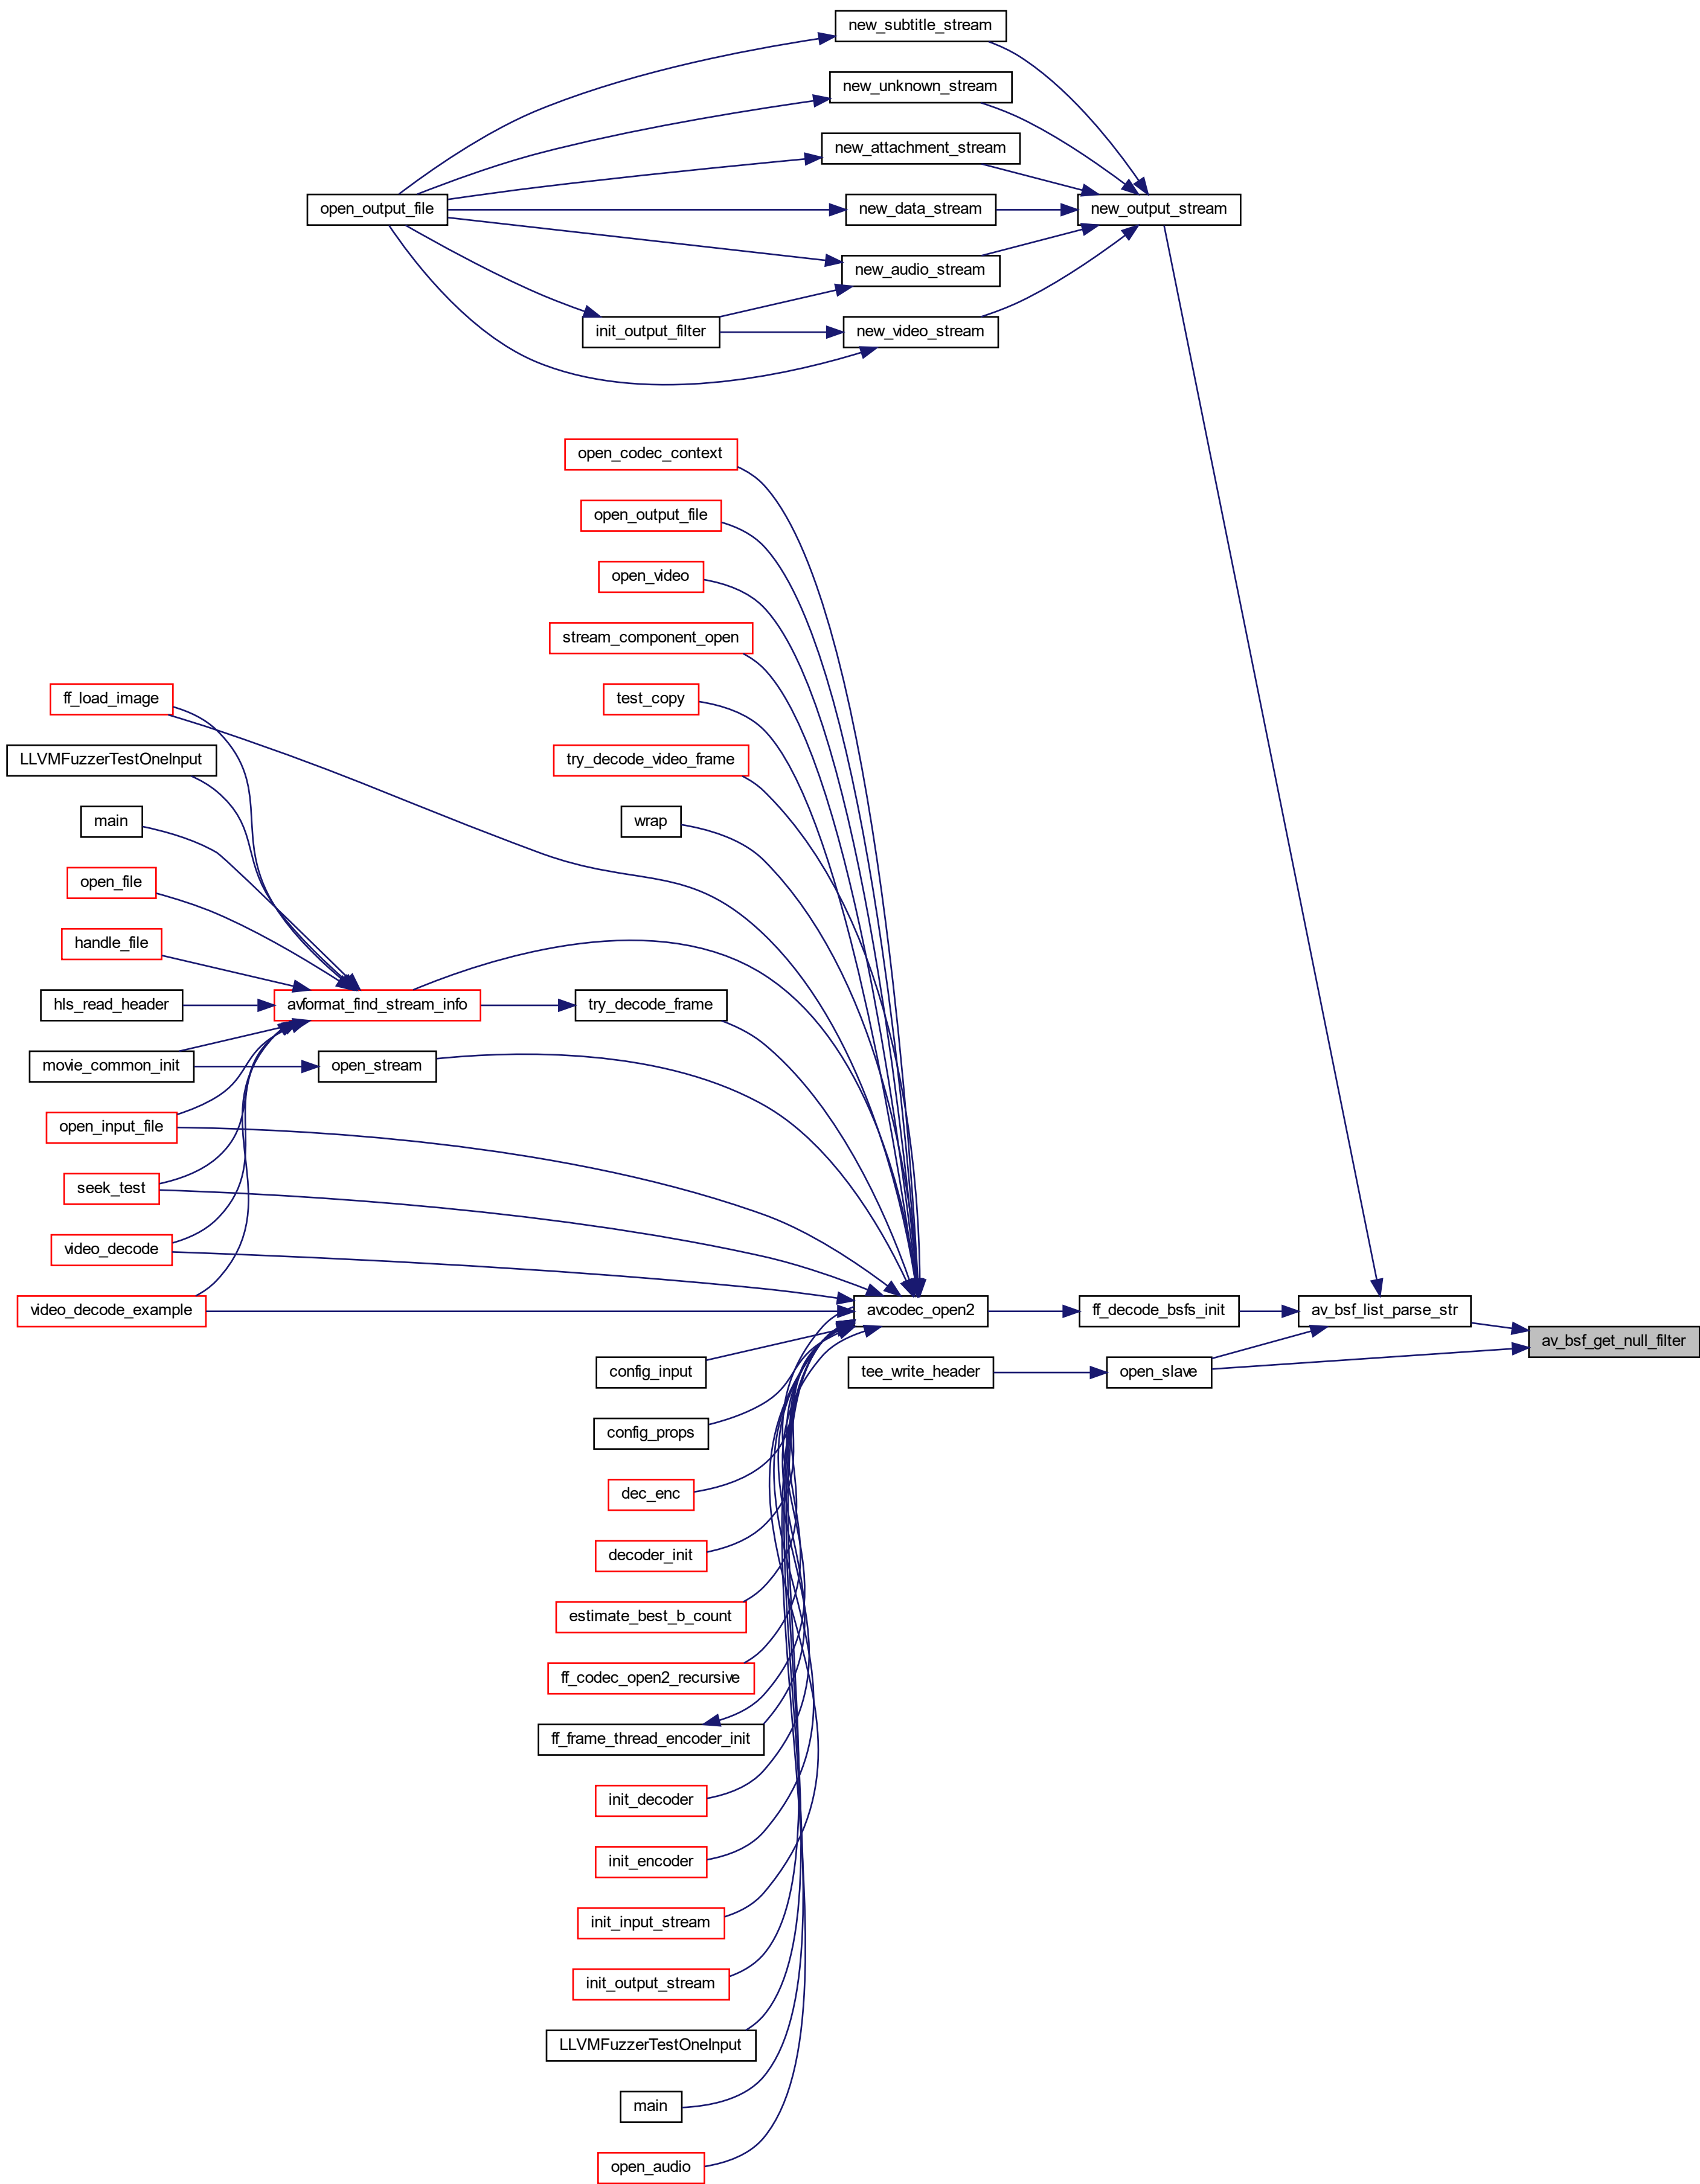 new_subtitle_stream
new_unknown_stream
new_attachment_stream
open_output_file
new_data_stream
new_output_stream
new_audio_stream
init_output_filter
new_video_stream
open_codec_context
open_output_file
open_video
stream_component_open
ff_load_image
test_copy
LLVMFuzzerTestOneInput
try_decode_video_frame
main
wrap
open_file
handle_file
hls_read_header
avformat_find_stream_info
try_decode_frame
movie_common_init
open_stream
open_input_file
seek_test
video_decode
video_decode_example
avcodec_open2
ff_decode_bsfs_init
av_bsf_list_parse_str
av_bsf_get_null_filter
config_input
tee_write_header
open_slave
config_props
dec_enc
decoder_init
estimate_best_b_count
ff_codec_open2_recursive
ff_frame_thread_encoder_init
init_decoder
init_encoder
init_input_stream
init_output_stream
LLVMFuzzerTestOneInput
main
open_audio